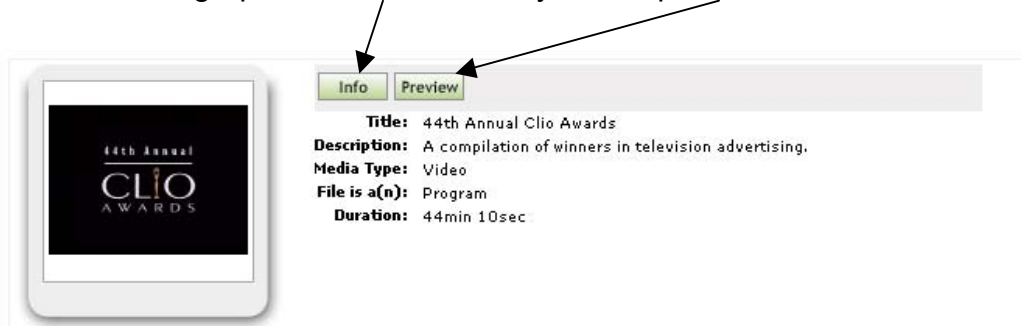 Info Preview
44th Annual
CLIO
AWARDS
Title: 44th Annual Clio Awards
Description: A compilation of winners in television advertising.
Media Type: Video
File is a(n): Program
Duration: 44min 10sec